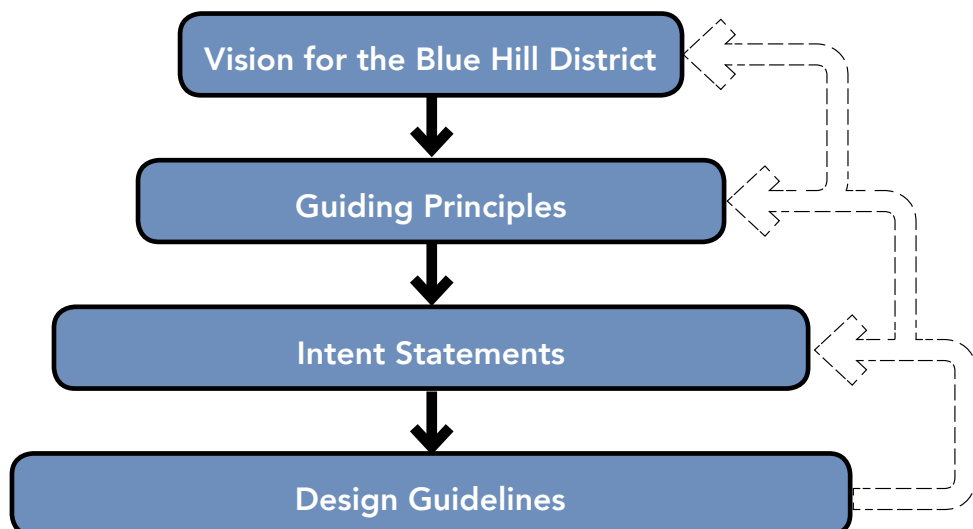 Vision for the Blue Hill District
Guiding Principles
Intent Statements
Design Guidelines